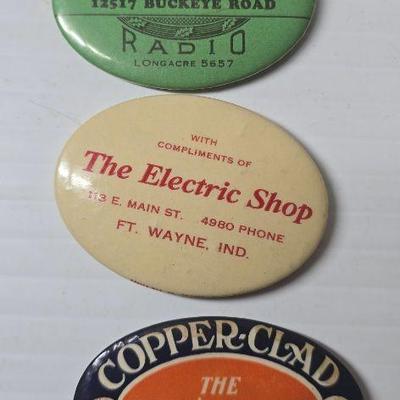 12517 BUCKEYE ROAD
RADIO
LONGACRE 5657
WITH
COMPLIMENTS OF
The Electric Shop
113 E. MAIN ST. 4980 PHONE
FT. WAYNE, IND.
COPPER-CLAD
THE